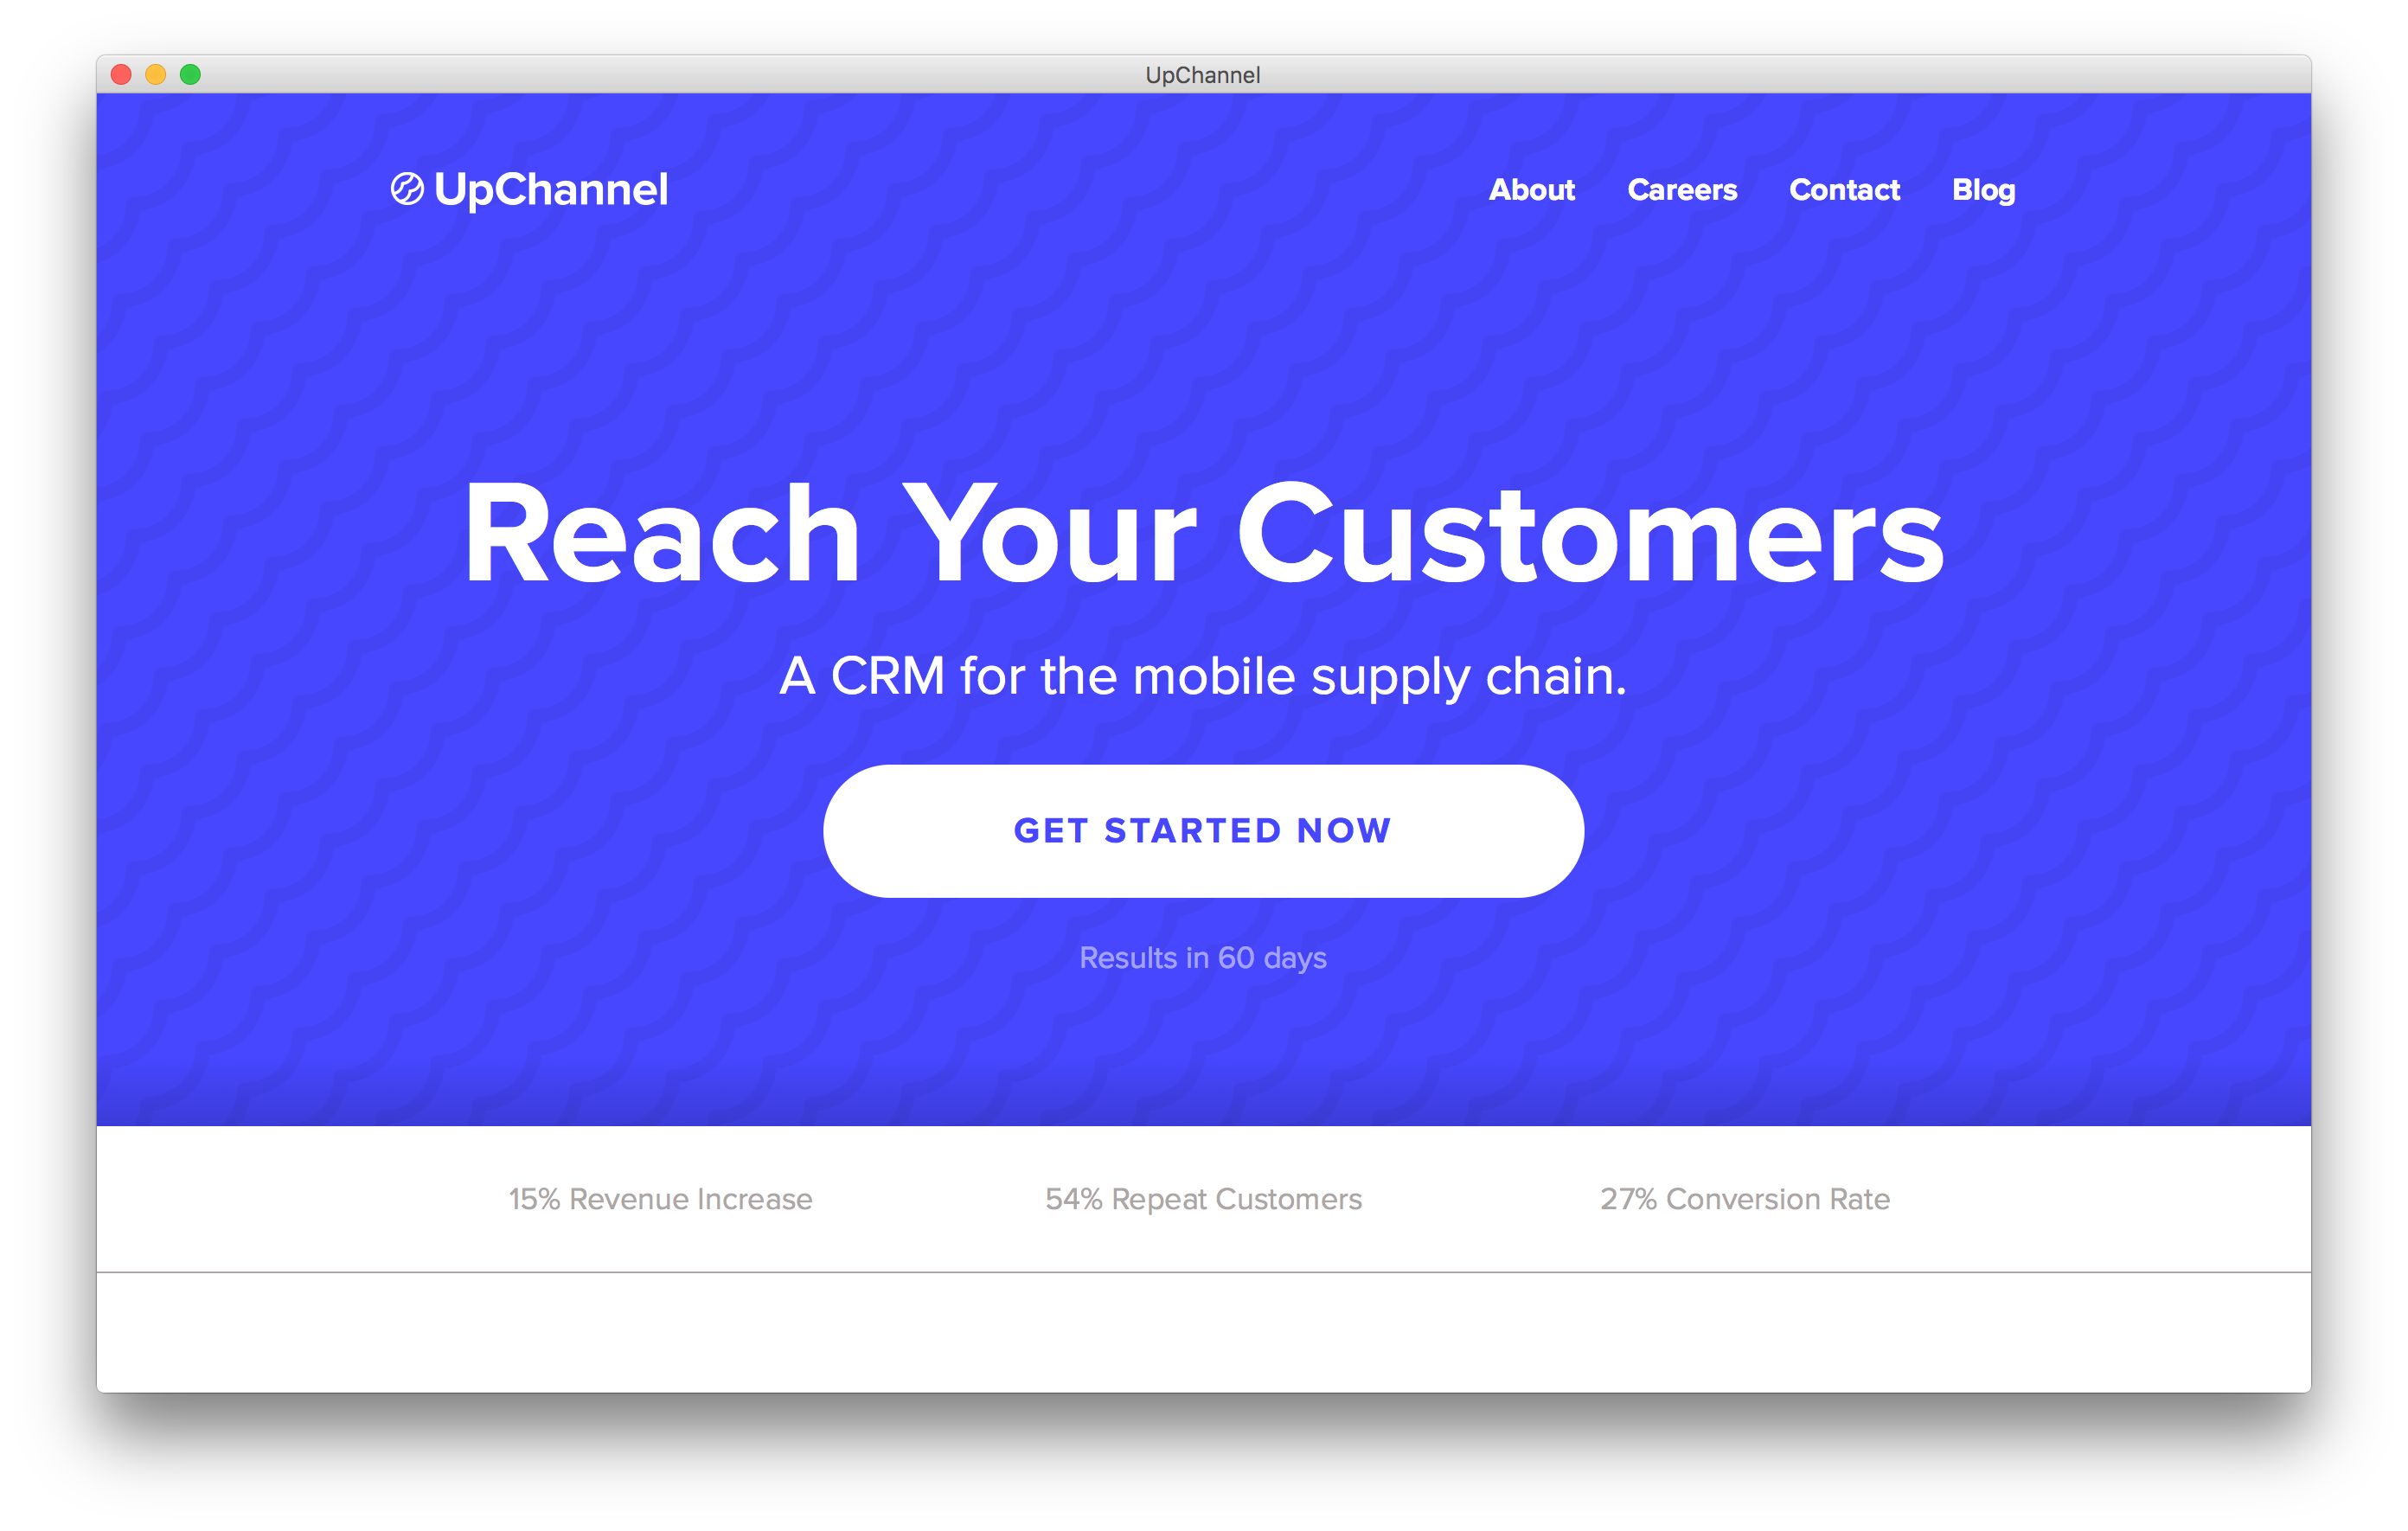 UpChannel
UpChannel
About Careers Contact Blog
Reach Your Customers
A CRM for the mobile supply chain.
GET STARTED NOW
Results in 60 days
15% Revenue Increase
54% Repeat Customers
27% Conversion Rate